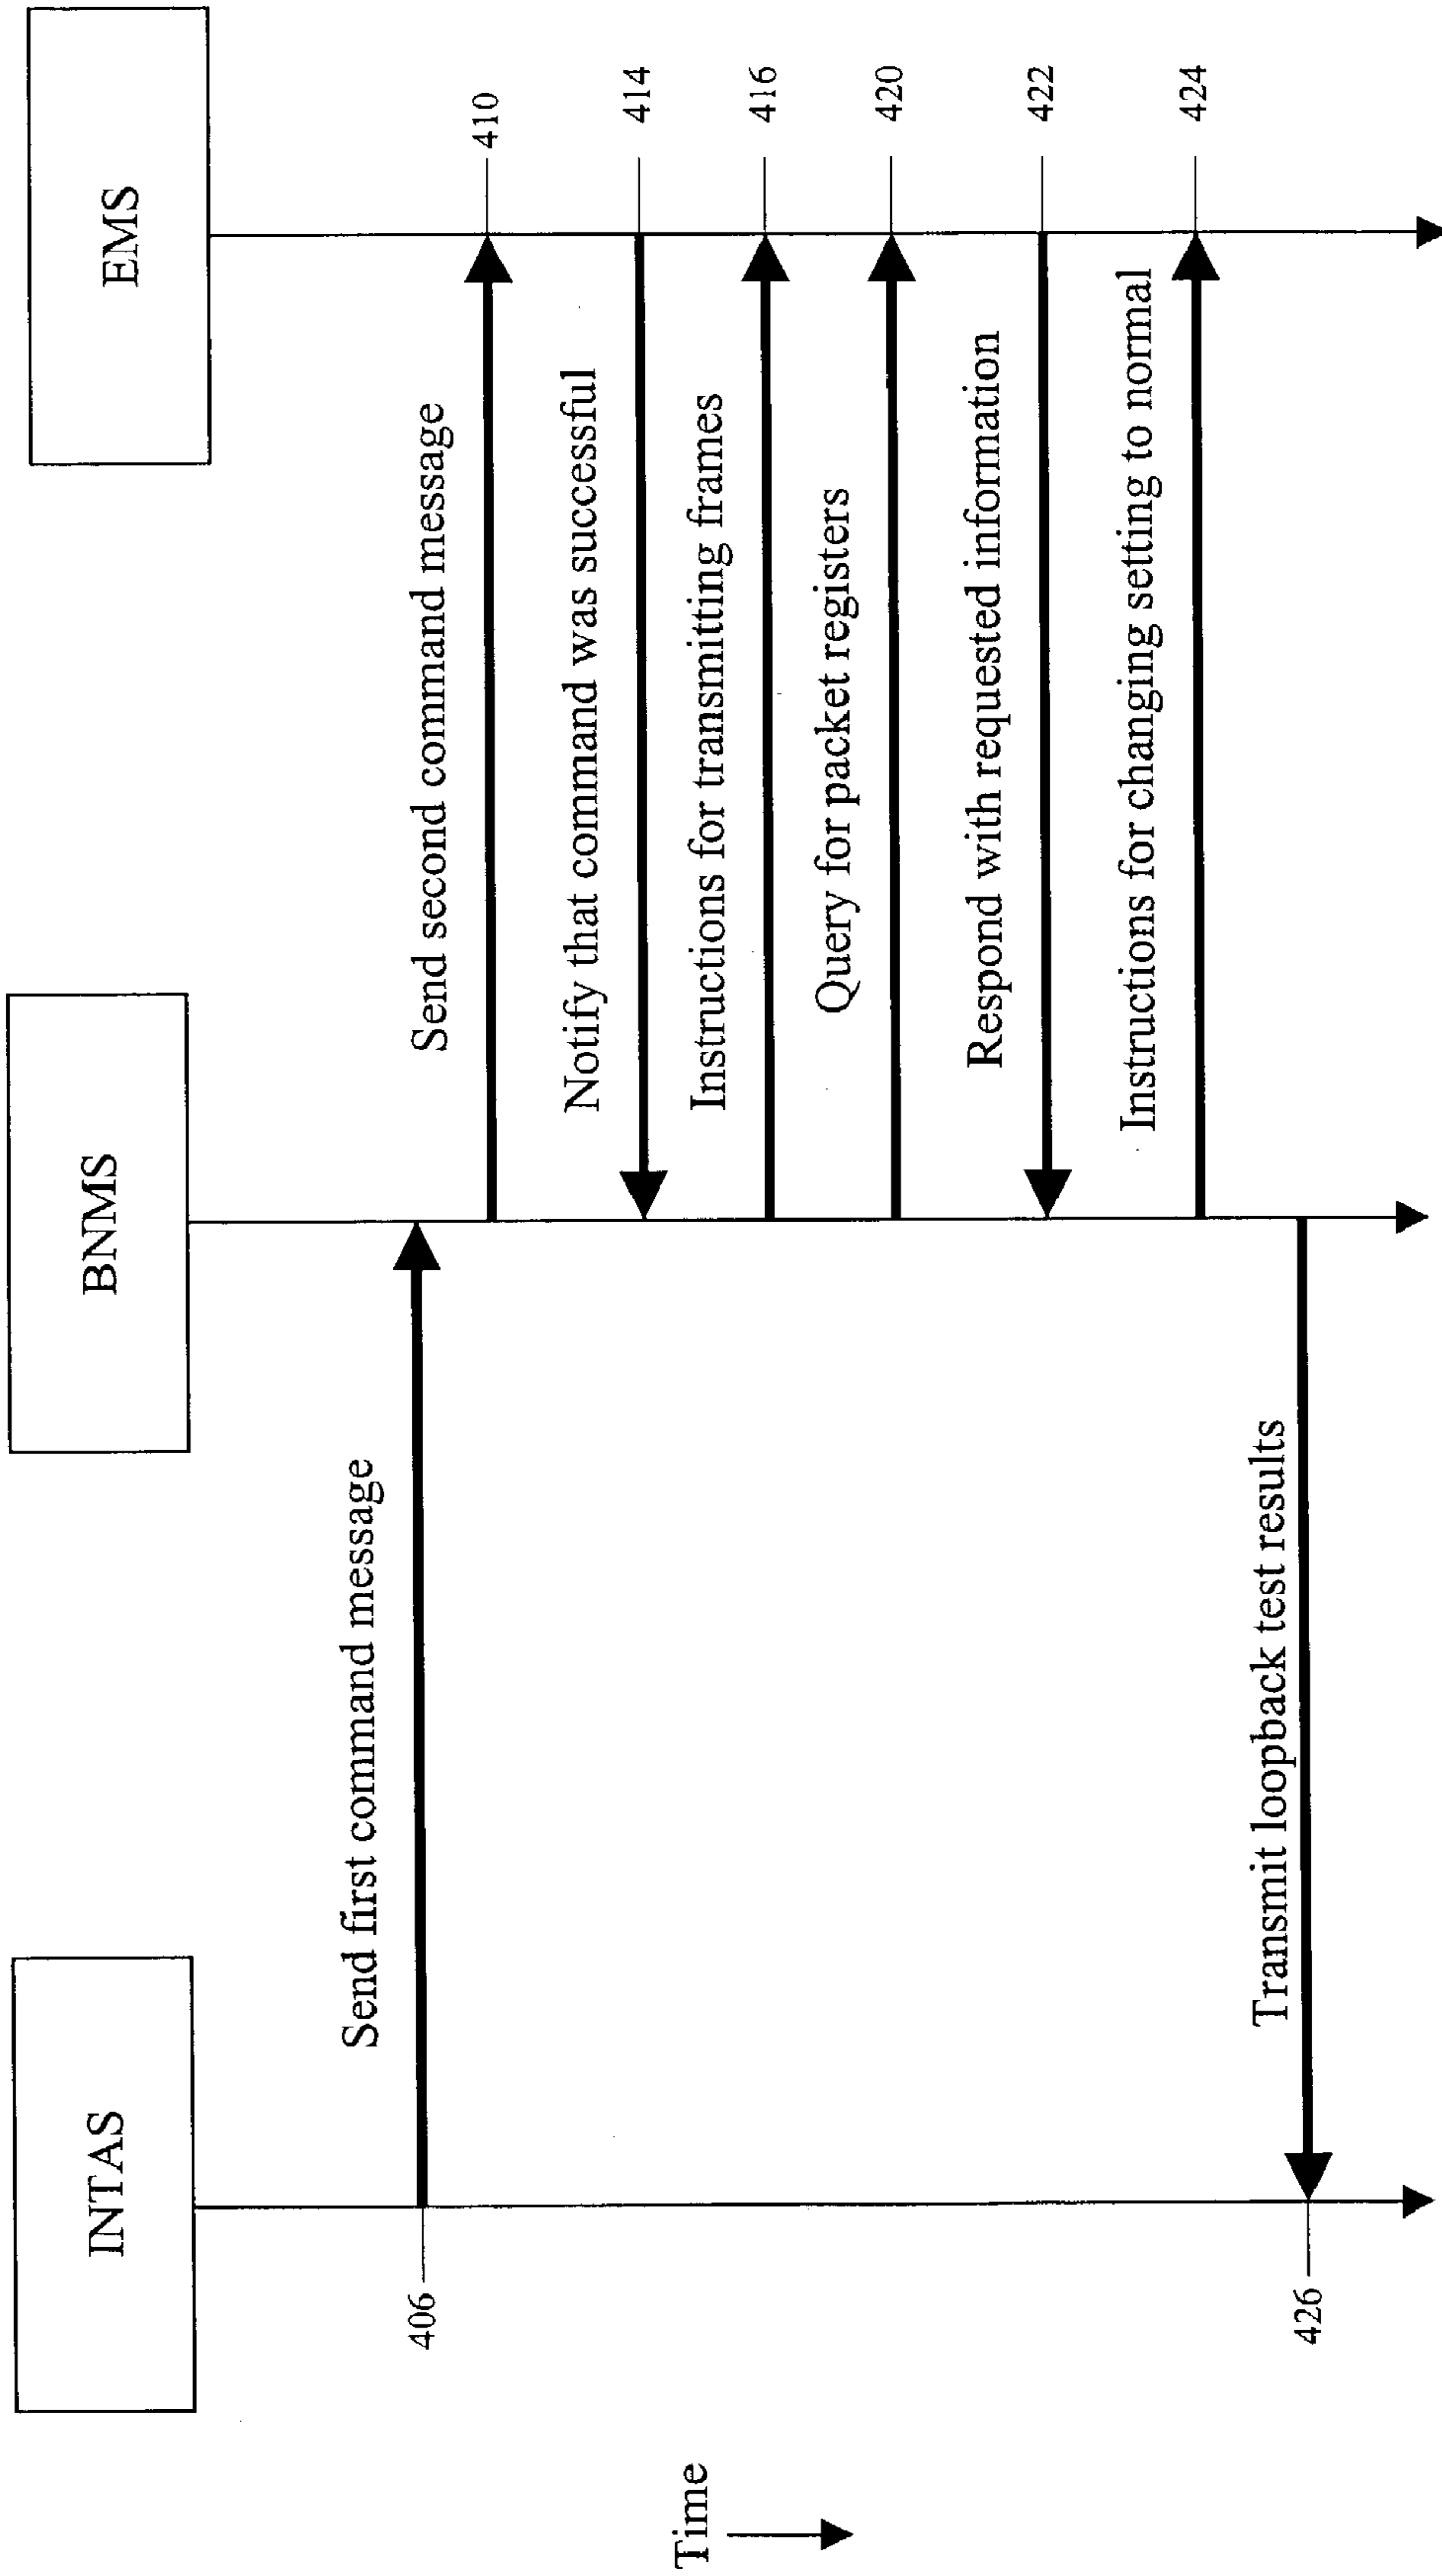 INTAS
BNMS
EMS
Time
406
Send first command message
Send second command message
410
Notify that command was successful
414
Instructions for transmitting frames
416
Query for packet registers
420
Respond with requested information
422
Instructions for changing setting to normal
424
Transmit loopback test results
426